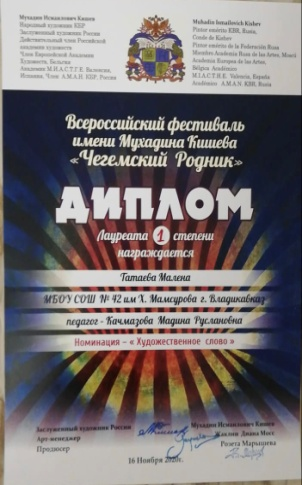 Мухадин Исмаилович Кишев
Народный художник КБР
Заслуженный художник России
Действительный член Российской
академии художеств
Член Европейской Академии
Художеств, Бельгия
Академик М.И.А.С.Т.Г.Е. Валенсия,
Испания. Член А.М.А.Н. КБР, Россия
Muhadin Ismailovich Kishev
Pintor emérito KBR, Rusia,
Conde de Kishev
Pintor emérito de la Federación Rusa
Miembro Academia Rusa de las Artes, Moscú
Academia Europea de las Artes,
Bélgica Académico
M.I.A.C.T.H.E. Valencia, España
Académico A.M.A.N. KBR, Rusia
Всероссийский фестиваль
имени Мухадина Кишева
«Чегемский Родник»
ДИПЛОМ
Лауреата 1 степени
награждается
Татаева Малена
МБОУ СОШ № 42 им Х. Мамсурова г. Владикавказ
педагог – Качмазова Мадина Руслановна
Номинация – « Художественное слово »
Заслуженный художник России
Арт-менеджер
Продюсер
Мухадин Исмаилович Кишев
Жаклин Диана Мосс
Розета Марышева
16 Ноября 2020г.